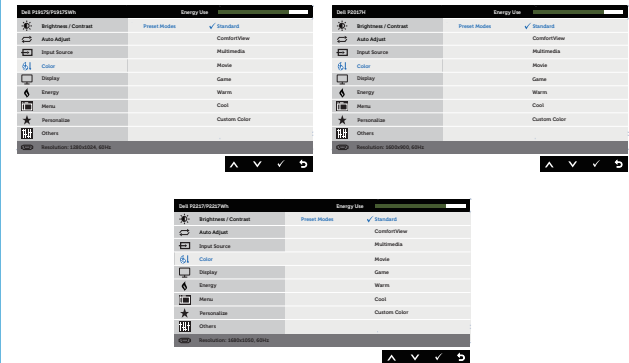 Dell P1917S/P1917SWh Energy Use
Brightness / Contrast Preset Modes ✓ Standard
Auto Adjust ComfortView
Input Source Multimedia
Color Movie
Display Game
Energy Warm
Menu Cool
Personalize Custom Color
Others
Resolution: 1280x1024, 60Hz
Dell P2017H Energy Use
Brightness / Contrast Preset Modes ✓ Standard
Auto Adjust ComfortView
Input Source Multimedia
Color Movie
Display Game
Energy Warm
Menu Cool
Personalize Custom Color
Others
Resolution: 1600x900, 60Hz
Dell P2217/P2217Wh Energy Use
Brightness / Contrast Preset Modes ✓ Standard
Auto Adjust ComfortView
Input Source Multimedia
Color Movie
Display Game
Energy Warm
Menu Cool
Personalize Custom Color
Others
Resolution: 1680x1050, 60Hz